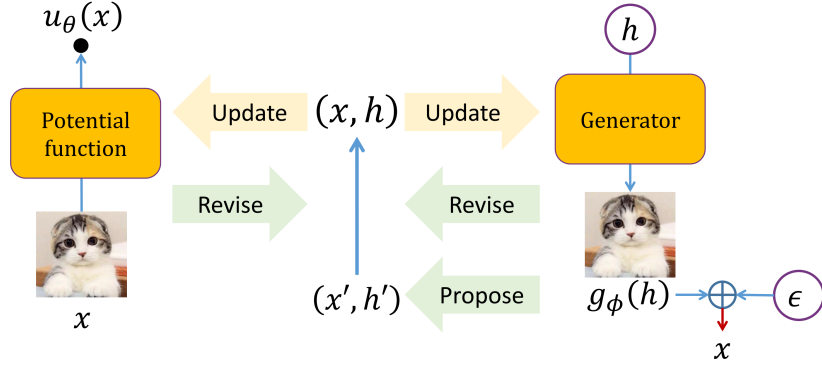 u_θ(x)
h
Potential
function
Update
(x, h)
Update
Generator
Revise
Revise
x
(x′, h′)
Propose
g_ϕ(h)
ϵ
x